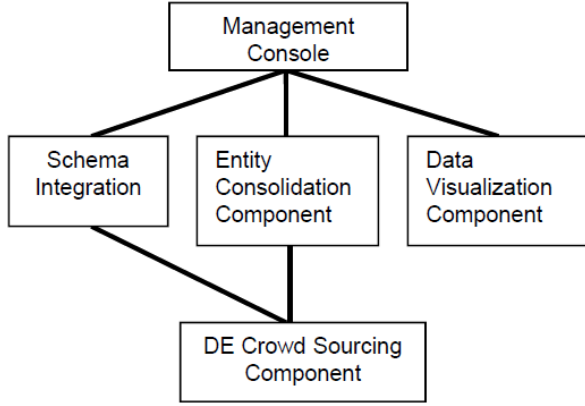 Management
Console
Schema
Integration
Entity
Consolidation
Component
Data
Visualization
Component
DE Crowd Sourcing
Component